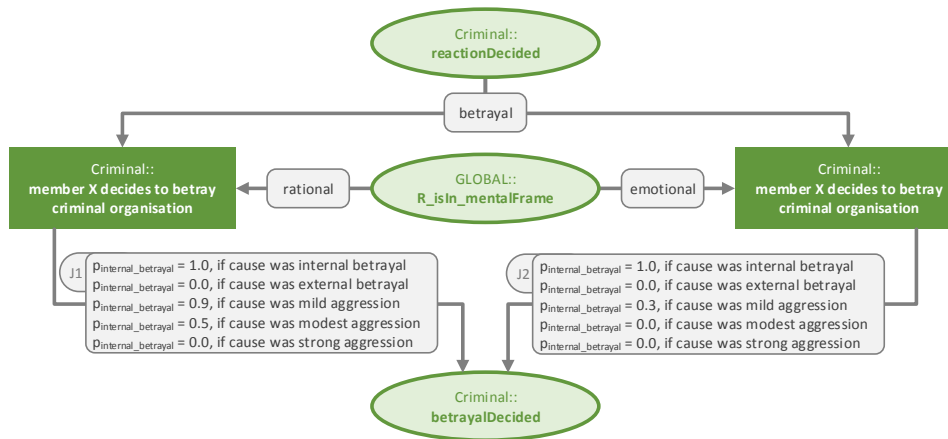 Criminal::
reactionDecided
betrayal
Criminal::
member X decides to betray
criminal organisation
rational
GLOBAL::
R_isIn_mentalFrame
emotional
Criminal::
member X decides to betray
criminal organisation
J1
pinternal_betrayal = 1.0, if cause was internal betrayal
pinternal_betrayal = 0.0, if cause was external betrayal
pinternal_betrayal = 0.9, if cause was mild aggression
pinternal_betrayal = 0.5, if cause was modest aggression
pinternal_betrayal = 0.0, if cause was strong aggression
J2
pinternal_betrayal = 1.0, if cause was internal betrayal
pinternal_betrayal = 0.0, if cause was external betrayal
pinternal_betrayal = 0.3, if cause was mild aggression
pinternal_betrayal = 0.0, if cause was modest aggression
pinternal_betrayal = 0.0, if cause was strong aggression
Criminal::
betrayalDecided